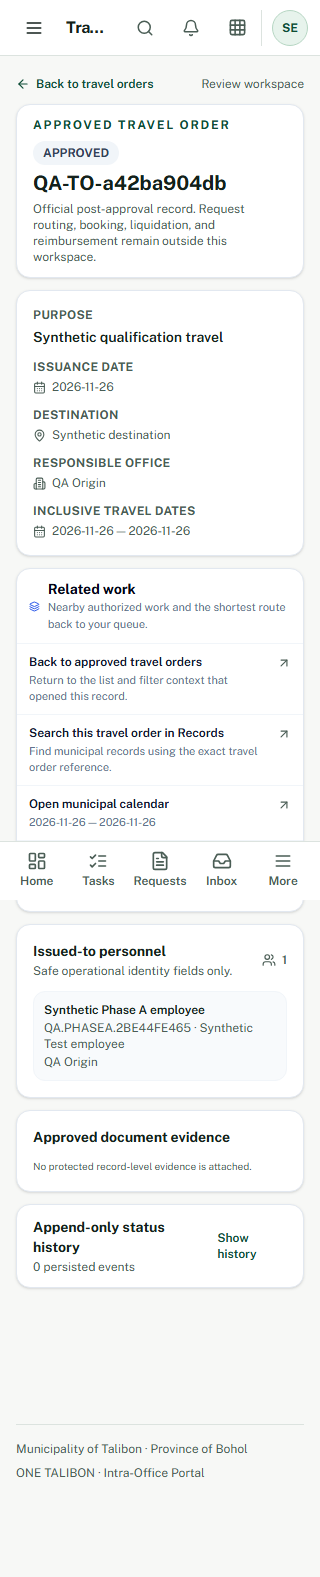 Tra...
SE
Back to travel orders
Review workspace
APPROVED TRAVEL ORDER
APPROVED
QA-TO-a42ba904db
Official post-approval record. Request
routing, booking, liquidation, and
reimbursement remain outside this
workspace.
PURPOSE
Synthetic qualification travel
ISSUANCE DATE
2026-11-26
DESTINATION
Synthetic destination
RESPONSIBLE OFFICE
QA Origin
INCLUSIVE TRAVEL DATES
2026-11-26 — 2026-11-26
Related work
Nearby authorized work and the shortest route
back to your queue.
Back to approved travel orders
Return to the list and filter context that
opened this record.
Search this travel order in Records
Find municipal records using the exact travel
order reference.
Open municipal calendar
2026-11-26 — 2026-11-26
Home
Tasks
Requests
Inbox
More
Issued-to personnel
Safe operational identity fields only.
1
Synthetic Phase A employee
QA.PHASEA.2BE44FE465 · Synthetic
Test employee
QA Origin
Approved document evidence
No protected record-level evidence is attached.
Append-only status
history
0 persisted events
Show
history
Municipality of Talibon · Province of Bohol
ONE TALIBON · Intra-Office Portal